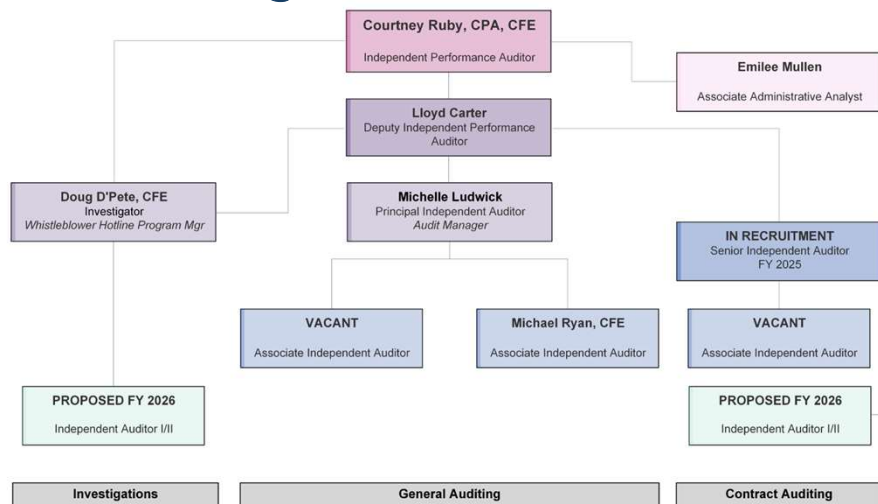 Courtney Ruby, CPA, CFE
Independent Performance Auditor
Emilee Mullen
Associate Administrative Analyst
Lloyd Carter
Deputy Independent Performance
Auditor
Doug D'Pete, CFE
Investigator
Whistleblower Hotline Program Mgr
Michelle Ludwick
Principal Independent Auditor
Audit Manager
IN RECRUITMENT
Senior Independent Auditor
FY 2025
VACANT
Associate Independent Auditor
Michael Ryan, CFE
Associate Independent Auditor
VACANT
Associate Independent Auditor
PROPOSED FY 2026
Independent Auditor I/II
PROPOSED FY 2026
Independent Auditor I/II
Investigations
General Auditing
Contract Auditing